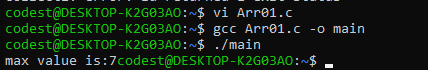 codest@DESKTOP-K2G03AO:~$ vi Arr01.c
codest@DESKTOP-K2G03AO:~$ gcc Arr01.c -o main
codest@DESKTOP-K2G03AO:~$ ./main
max value is:7codest@DESKTOP-K2G03AO:~$